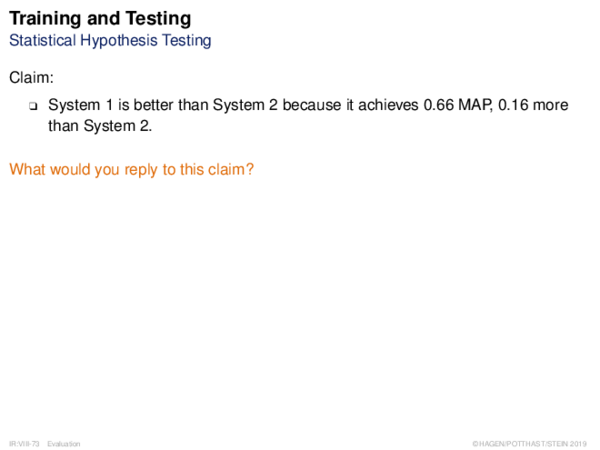 Training and Testing
Statistical Hypothesis Testing
Claim:
❏ System 1 is better than System 2 because it achieves 0.66 MAP, 0.16 more
than System 2.
What would you reply to this claim?
IR:VIII-73 Evaluation
©HAGEN/POTTHAST/STEIN 2019